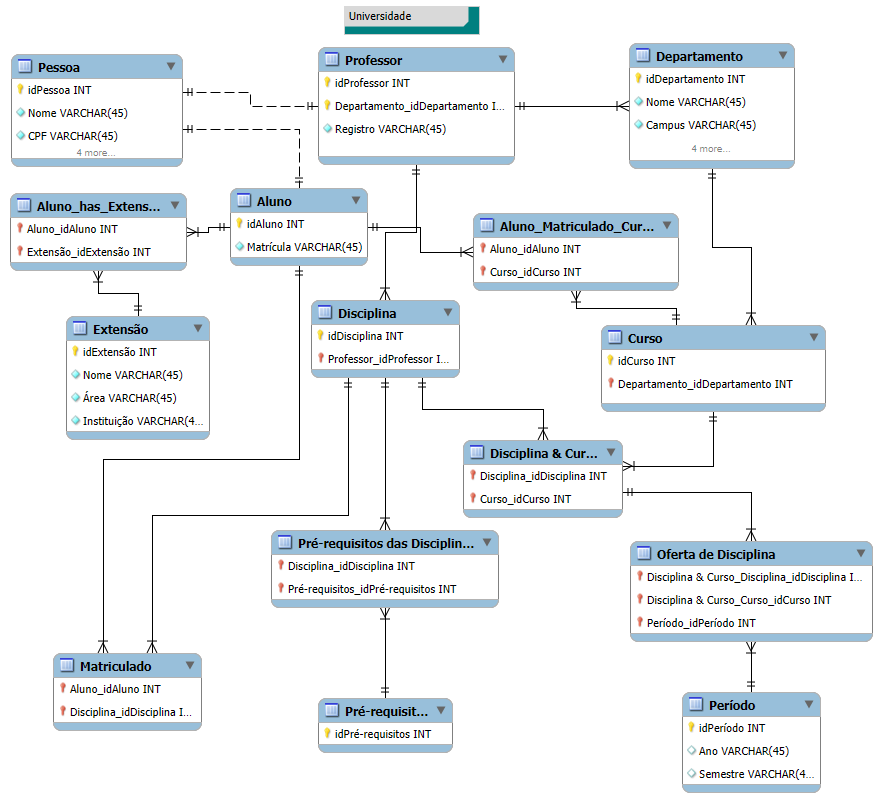 Universidade
Pessoa
idPessoa INT
Nome VARCHAR(45)
CPF VARCHAR(45)
4 more...
Professor
idProfessor INT
Departamento_idDepartamento I...
Registro VARCHAR(45)
Departamento
idDepartamento INT
Nome VARCHAR(45)
Campus VARCHAR(45)
4 more...
Aluno_has_Extens...
Aluno_idAluno INT
Extensão_idExtensão INT
Aluno
idAluno INT
Matrícula VARCHAR(45)
Aluno_Matriculado_Cur...
Aluno_idAluno INT
Curso_idCurso INT
Extensão
idExtensão INT
Nome VARCHAR(45)
Área VARCHAR(45)
Instituição VARCHAR(4...
Disciplina
idDisciplina INT
Professor_idProfessor I...
Curso
idCurso INT
Departamento_idDepartamento INT
Disciplina & Cur...
Disciplina_idDisciplina INT
Curso_idCurso INT
Pré-requisitos das Disciplin...
Disciplina_idDisciplina INT
Pré-requisitos_idPré-requisitos INT
Oferta de Disciplina
Disciplina & Curso_Disciplina_idDisciplina I...
Disciplina & Curso_Curso_idCurso INT
Período_idPeríodo INT
Matriculado
Aluno_idAluno INT
Disciplina_idDisciplina I...
Pré-requisit...
idPré-requisitos INT
Período
idPeríodo INT
Ano VARCHAR(45)
Semestre VARCHAR(4...